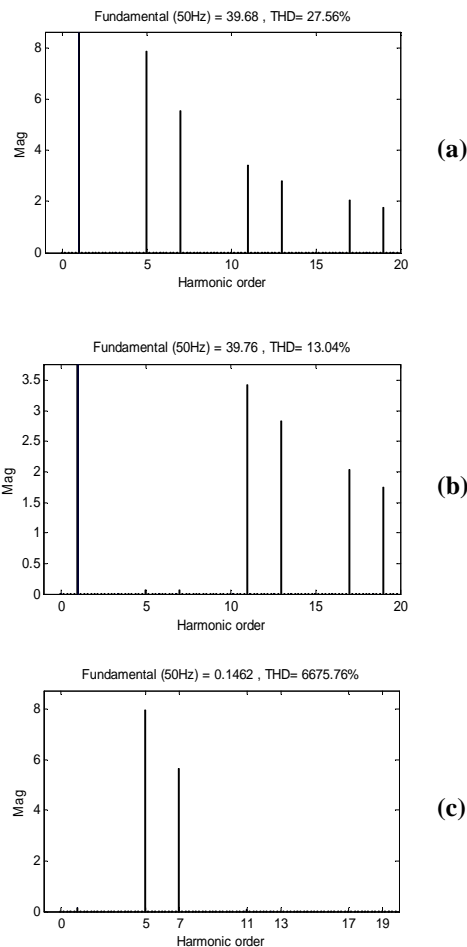 Fundamental (50Hz) = 39.68 , THD= 27.56%
8
6
4
2
0
Mag
0 5 10 15 20
Harmonic order
(a)
Fundamental (50Hz) = 39.76 , THD= 13.04%
3.5
3
2.5
2
1.5
1
0.5
0
Mag
0 5 10 15 20
Harmonic order
(b)
Fundamental (50Hz) = 0.1462 , THD= 6675.76%
8
6
4
2
0
Mag
0 5 7 11 13 17 19
Harmonic order
(c)